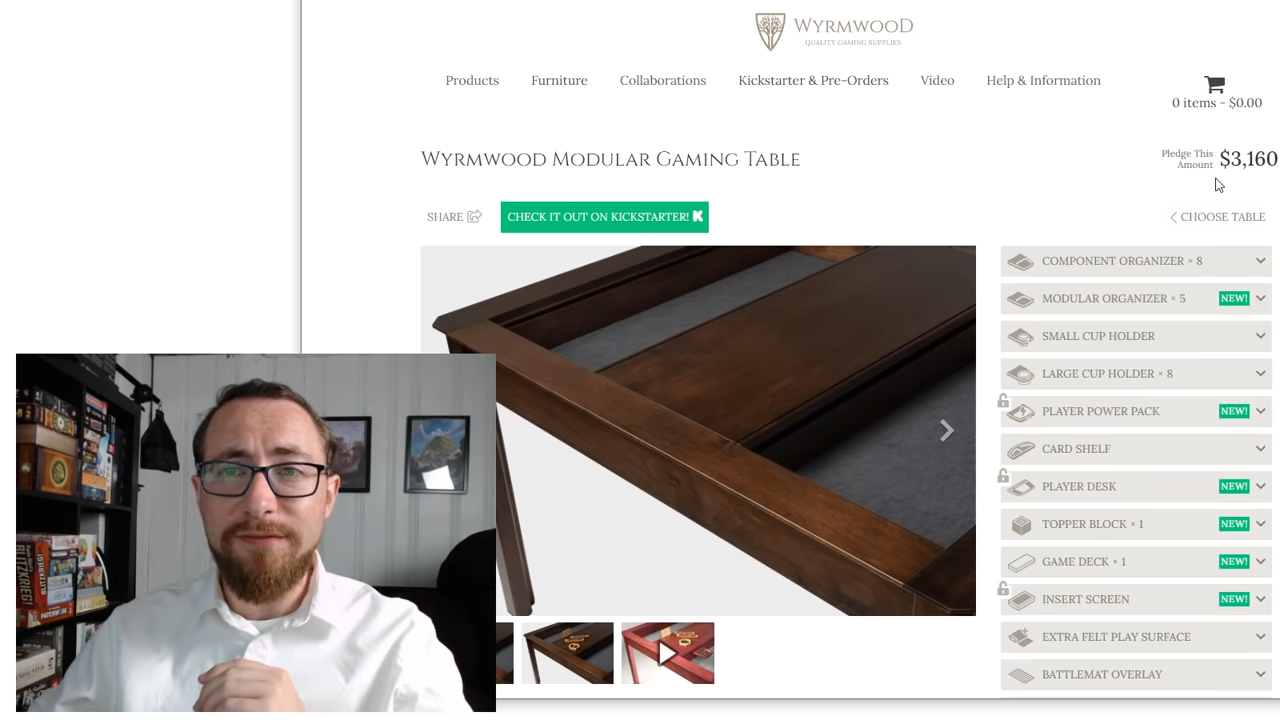 WYRMWOOD
QUALITY GAMING SUPPLIES
Products
Furniture
Collaborations
Kickstarter & Pre-Orders
Video
Help & Information
0 items - $0.00
WYRMWOOD MODULAR GAMING TABLE
Pledge This
Amount
$3,160
SHARE
CHECK IT OUT ON KICKSTARTER! K
CHOOSE TABLE
COMPONENT ORGANIZER × 8
MODULAR ORGANIZER × 5 NEW!
SMALL CUP HOLDER
LARGE CUP HOLDER × 8
PLAYER POWER PACK NEW!
CARD SHELF
PLAYER DESK NEW!
TOPPER BLOCK × 1 NEW!
GAME DECK × 1 NEW!
INSERT SCREEN NEW!
EXTRA FELT PLAY SURFACE
BATTLEMAT OVERLAY
BLITZKRIEG!